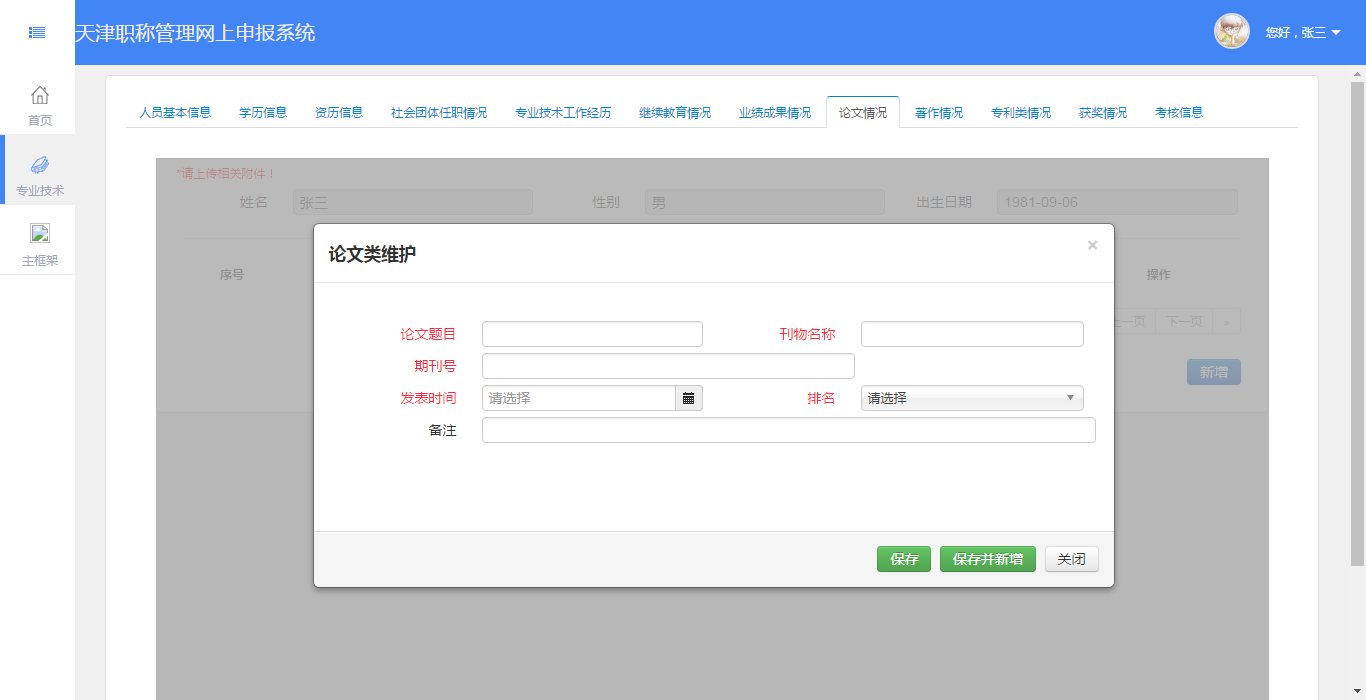 天津职称管理网上申报系统
您好，张三
首页
专业技术
主框架
人员基本信息 学历信息 资历信息 社会团体任职情况 专业技术工作经历 继续教育情况 业绩成果情况 论文情况 著作情况 专利类情况 获奖情况 考核信息
*请上传相关附件！
姓名 张三 性别 男 出生日期 1981-09-06
序号 操作
一页 下一页 »
新增
论文类维护 ×
论文题目 刊物名称
期刊号
发表时间 请选择 排名 请选择
备注
保存 保存并新增 关闭